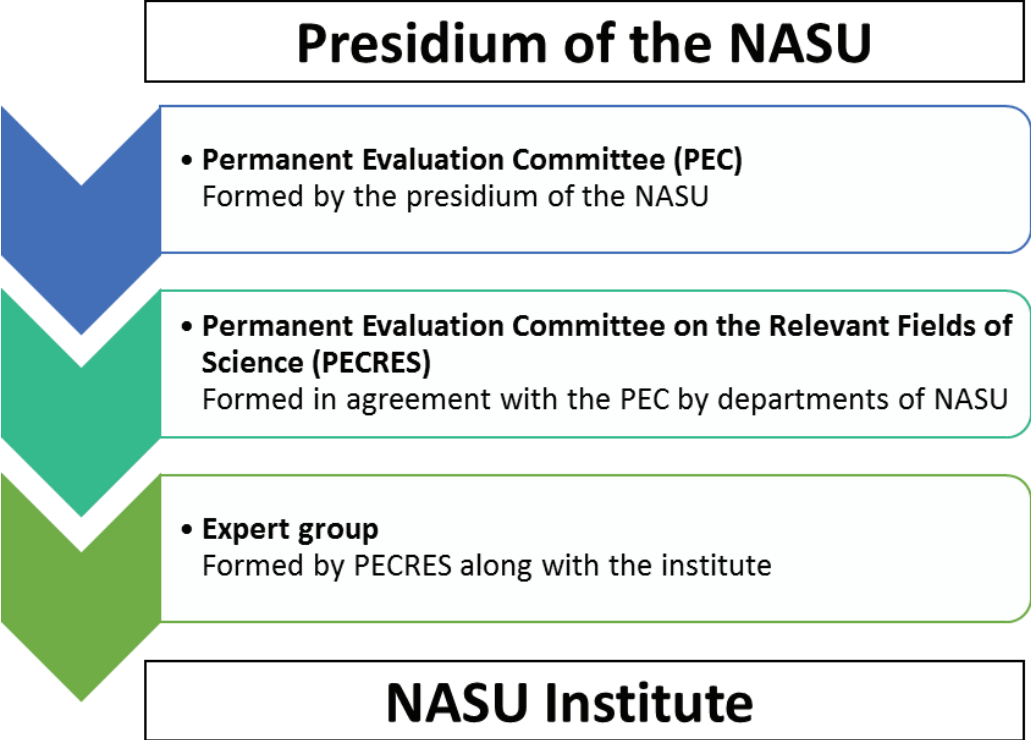 Presidium of the NASU
• Permanent Evaluation Committee (PEC)
Formed by the presidium of the NASU
• Permanent Evaluation Committee on the Relevant Fields of
Science (PECRES)
Formed in agreement with the PEC by departments of NASU
• Expert group
Formed by PECRES along with the institute
NASU Institute